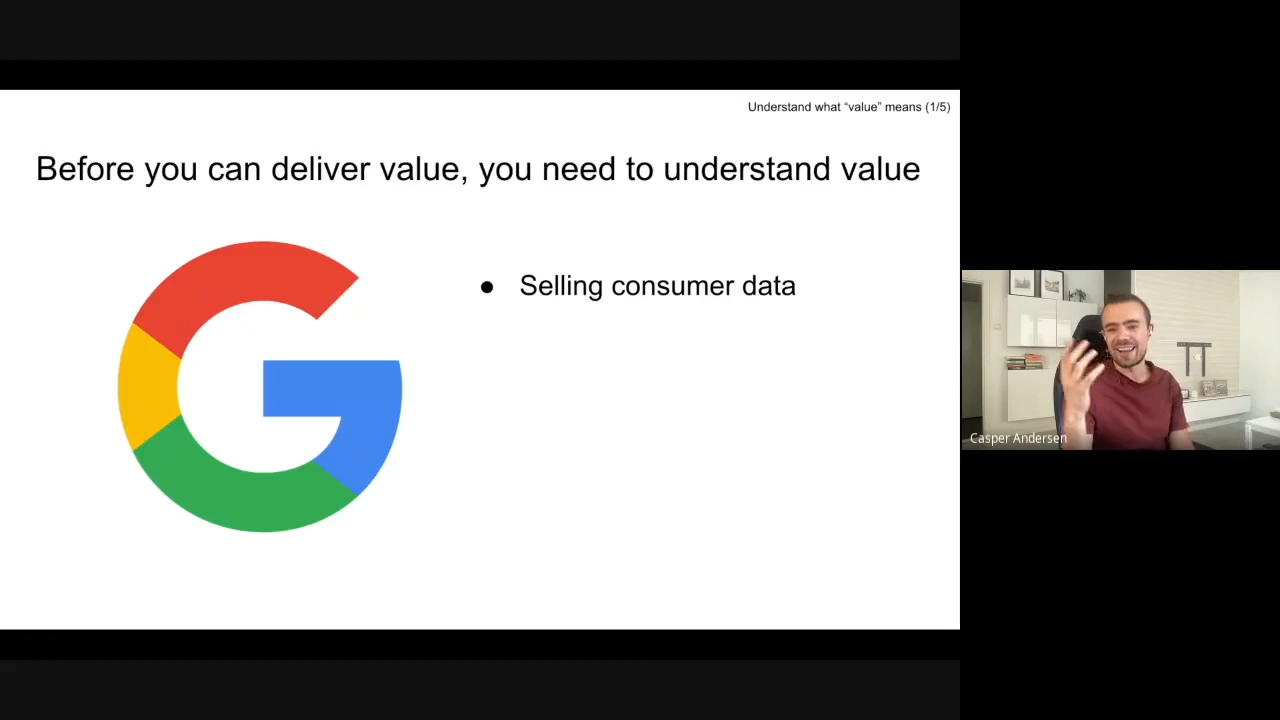 Understand what “value” means (1/5)
Before you can deliver value, you need to understand value
● Selling consumer data
Casper Andersen